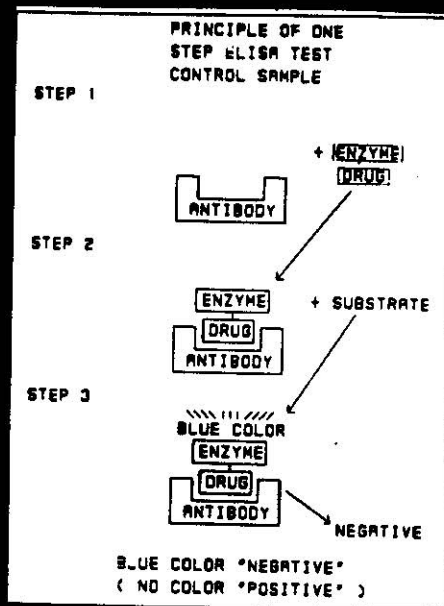 PRINCIPLE OF ONE
STEP ELISA TEST
CONTROL SAMPLE
STEP 1
+ ENZYME
DRUG
ANTIBODY
STEP 2
ENZYME
+ SUBSTRATE
DRUG
ANTIBODY
STEP 3
BLUE COLOR
ENZYME
DRUG
ANTIBODY
NEGATIVE
BLUE COLOR "NEGATIVE"
( NO COLOR "POSITIVE" )